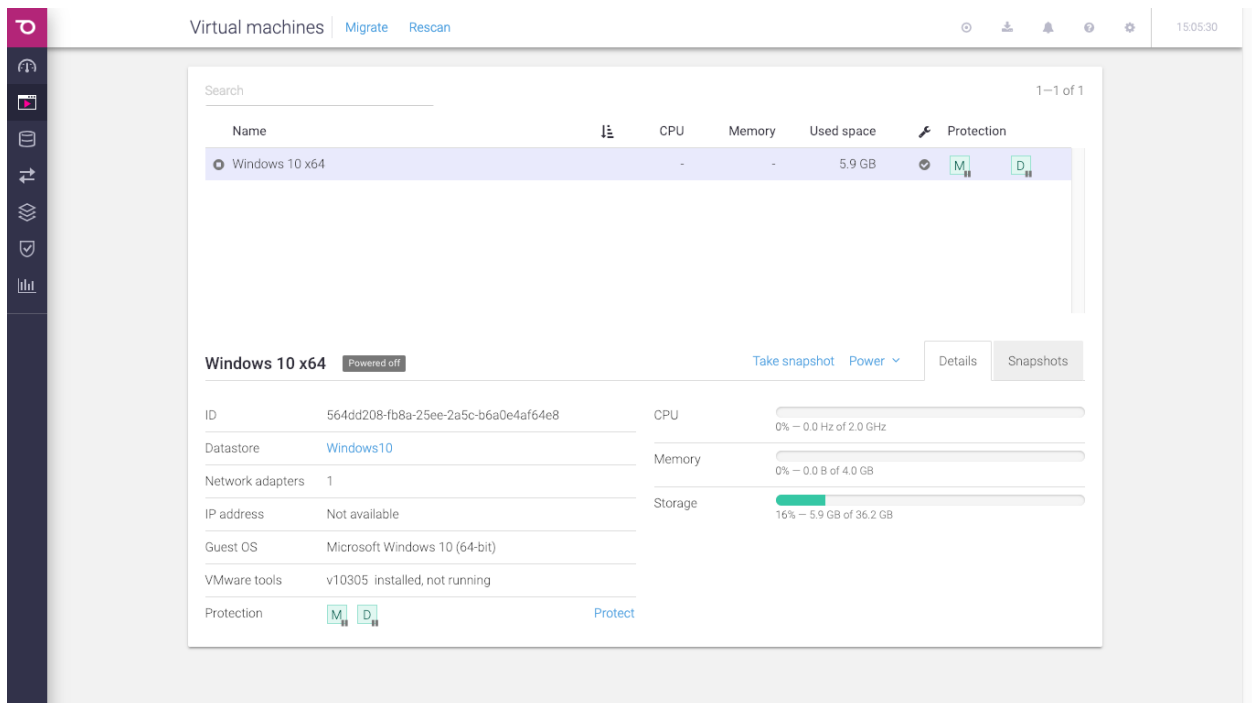 Virtual machines Migrate Rescan 15:05:30
Search 1–1 of 1
Name CPU Memory Used space Protection
Windows 10 x64 - - 5.9 GB M D
Windows 10 x64 Powered off Take snapshot Power Details Snapshots
ID 564dd208-fb8a-25ee-2a5c-b6a0e4af64e8 CPU
0% – 0.0 Hz of 2.0 GHz
Datastore Windows10
Memory
0% – 0.0 B of 4.0 GB
Network adapters 1
Storage
16% – 5.9 GB of 36.2 GB
IP address Not available
Guest OS Microsoft Windows 10 (64-bit)
VMware tools v10305 installed, not running
Protection M D Protect